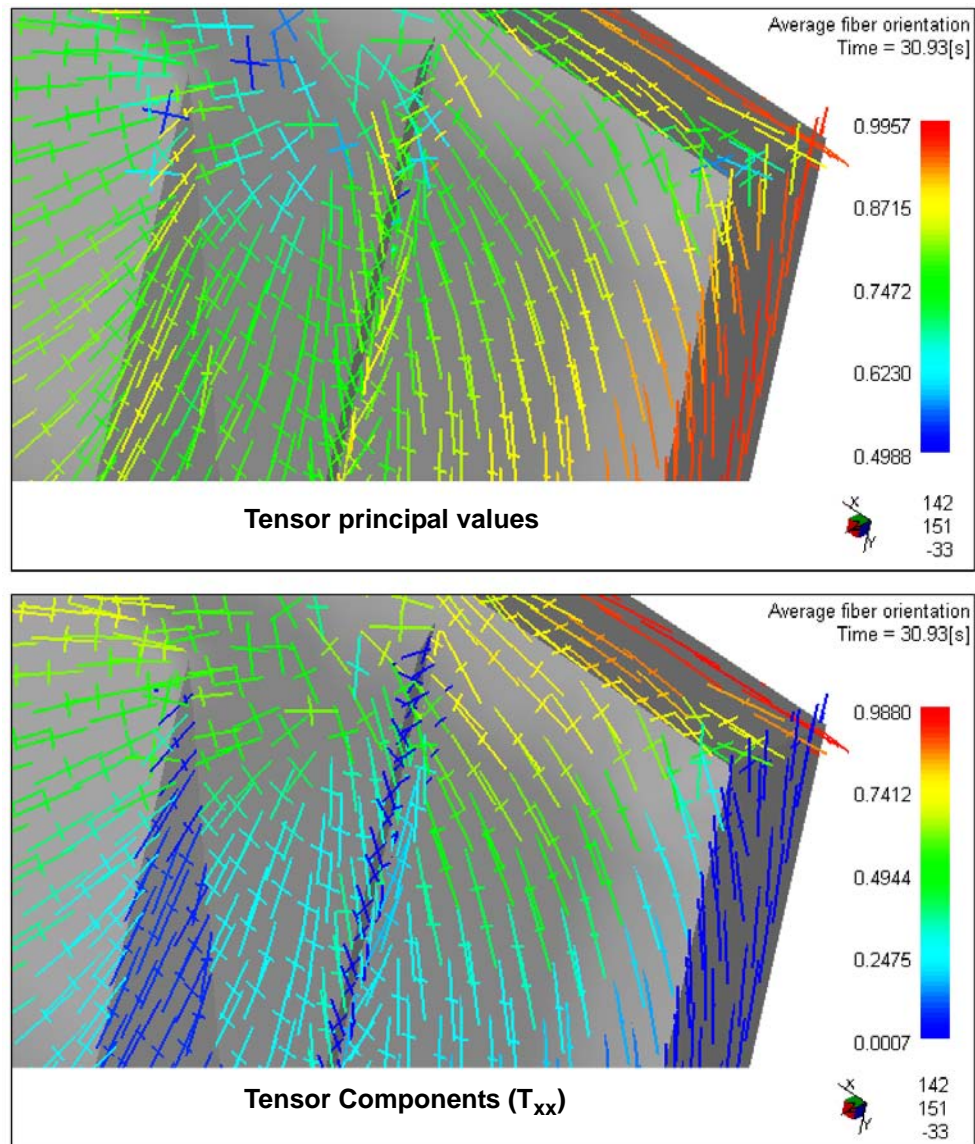 Average fiber orientation
Time = 30.93[s]
0.9957
0.8715
0.7472
0.6230
0.4988
Tensor principal values
X
Z
Y
142
151
-33
Average fiber orientation
Time = 30.93[s]
0.9880
0.7412
0.4944
0.2475
0.0007
Tensor Components (Txx)
X
Z
Y
142
151
-33